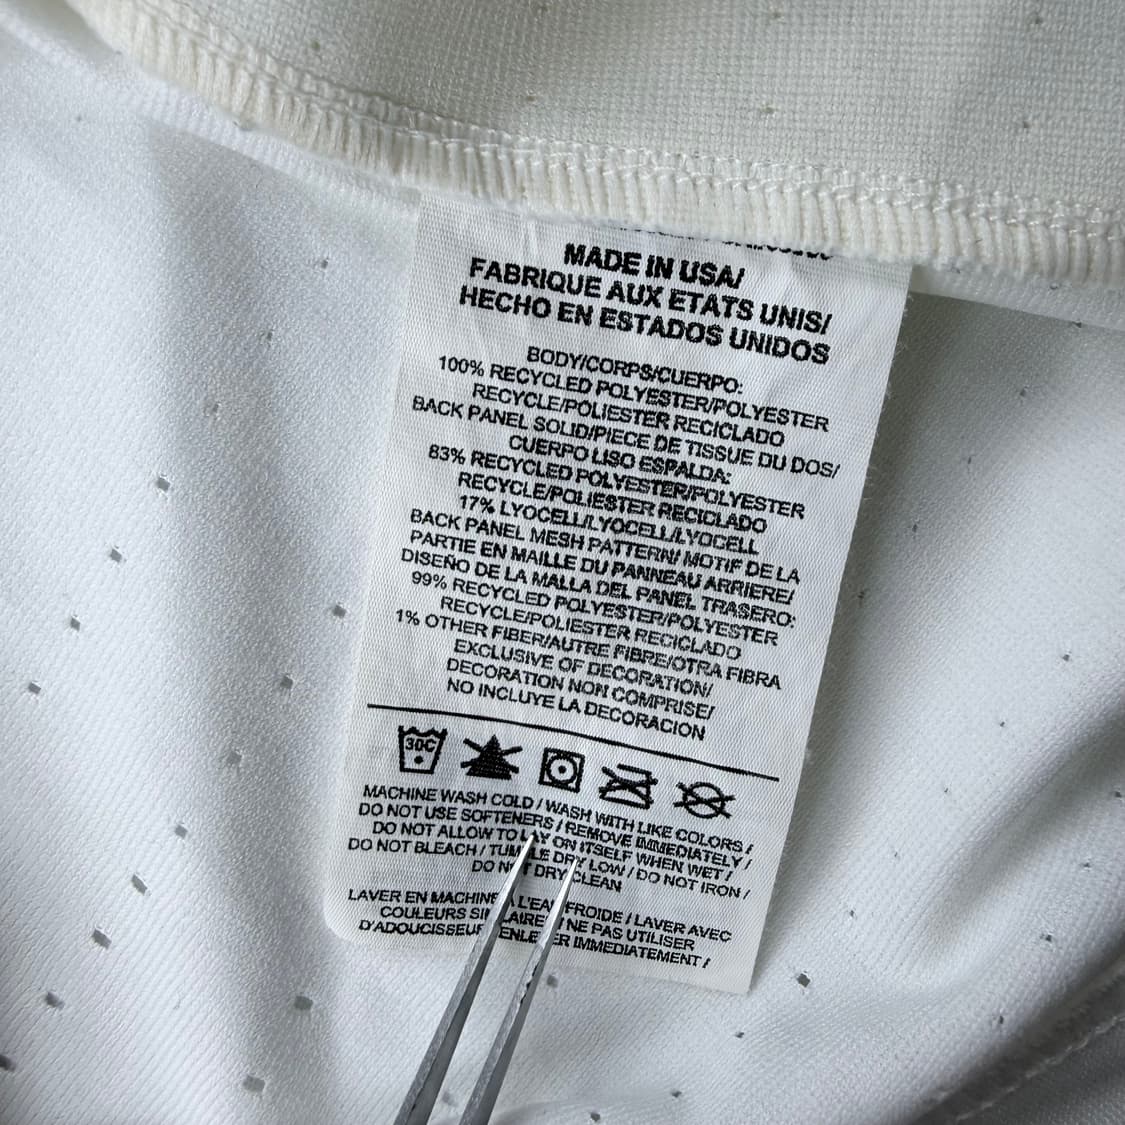 MADE IN USA/
FABRIQUE AUX ETATS UNIS/
HECHO EN ESTADOS UNIDOS
BODY/CORPS/CUERPO:
100% RECYCLED POLYESTER/POLYESTER
RECYCLE/POLIESTER RECICLADO
BACK PANEL SOLID/PIECE DE TISSUE DU DOS/
CUERPO LISO ESPALDA:
83% RECYCLED POLYESTER/POLYESTER
RECYCLE/POLIESTER RECICLADO
17% LYOCELL/LYOCELL/LYOCELL
BACK PANEL MESH PATTERN/ MOTIF DE LA
PARTIE EN MAILLE DU PANNEAU ARRIERE/
DISEÑO DE LA MALLA DEL PANEL TRASERO:
99% RECYCLED POLYESTER/POLYESTER
RECYCLE/POLIESTER RECICLADO
1% OTHER FIBER/AUTRE FIBRE/OTRA FIBRA
EXCLUSIVE OF DECORATION/
DECORATION NON COMPRISE/
NO INCLUYE LA DECORACION
30C
MACHINE WASH COLD / WASH WITH LIKE COLORS /
DO NOT USE SOFTENERS / REMOVE IMMEDIATELY /
DO NOT ALLOW TO LAY ON ITSELF WHEN WET /
DO NOT BLEACH / TUMBLE DRY LOW / DO NOT IRON /
DO NOT DRY CLEAN
LAVER EN MACHINE A L'EAU FROIDE / LAVER AVEC
COULEURS SIMILAIRES / NE PAS UTILISER
D'ADOUCISSEUR / ENLEVER IMMEDIATEMENT /